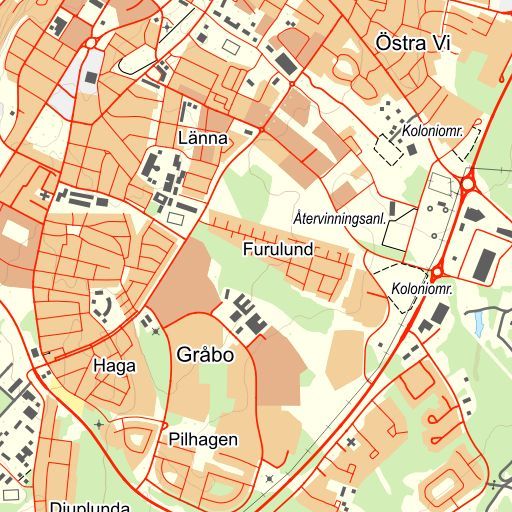 Östra Vi
Koloniomr.
Länna
Återvinningsanl.
Furulund
Koloniomr.
Gråbo
Haga
Pilhagen
Djuplunda